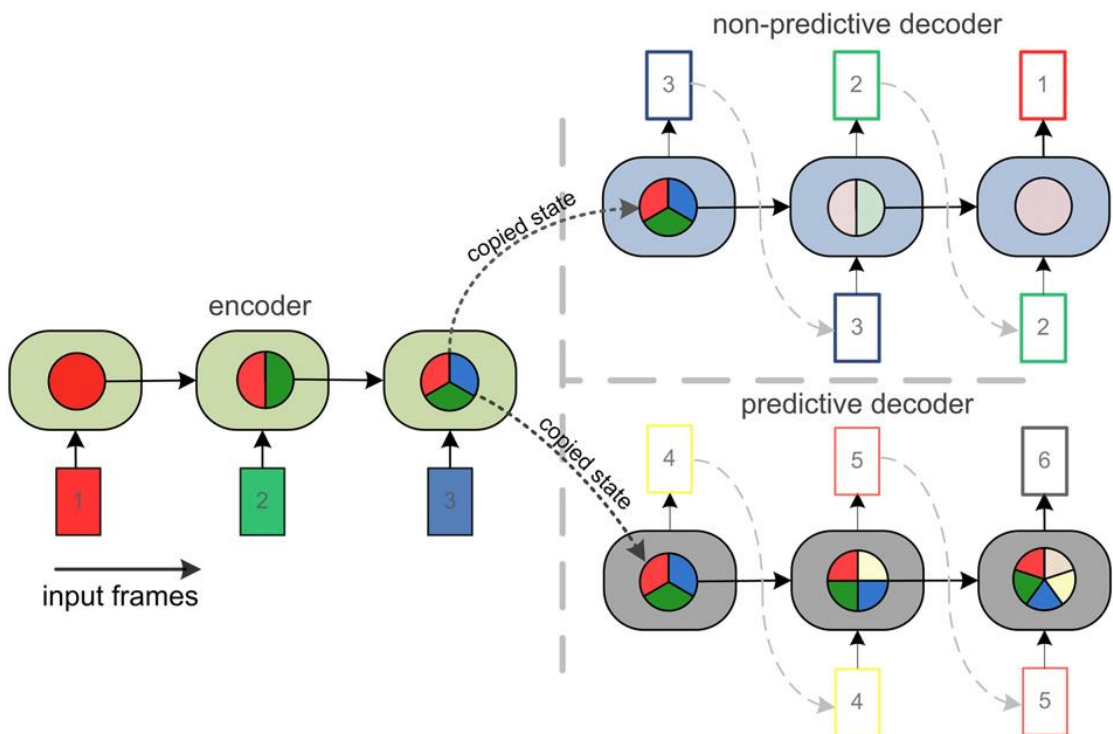 non-predictive decoder
3 2 1
copied state
3 2
encoder
1 2 3
input frames
predictive decoder
copied state
4 5 6
4 5